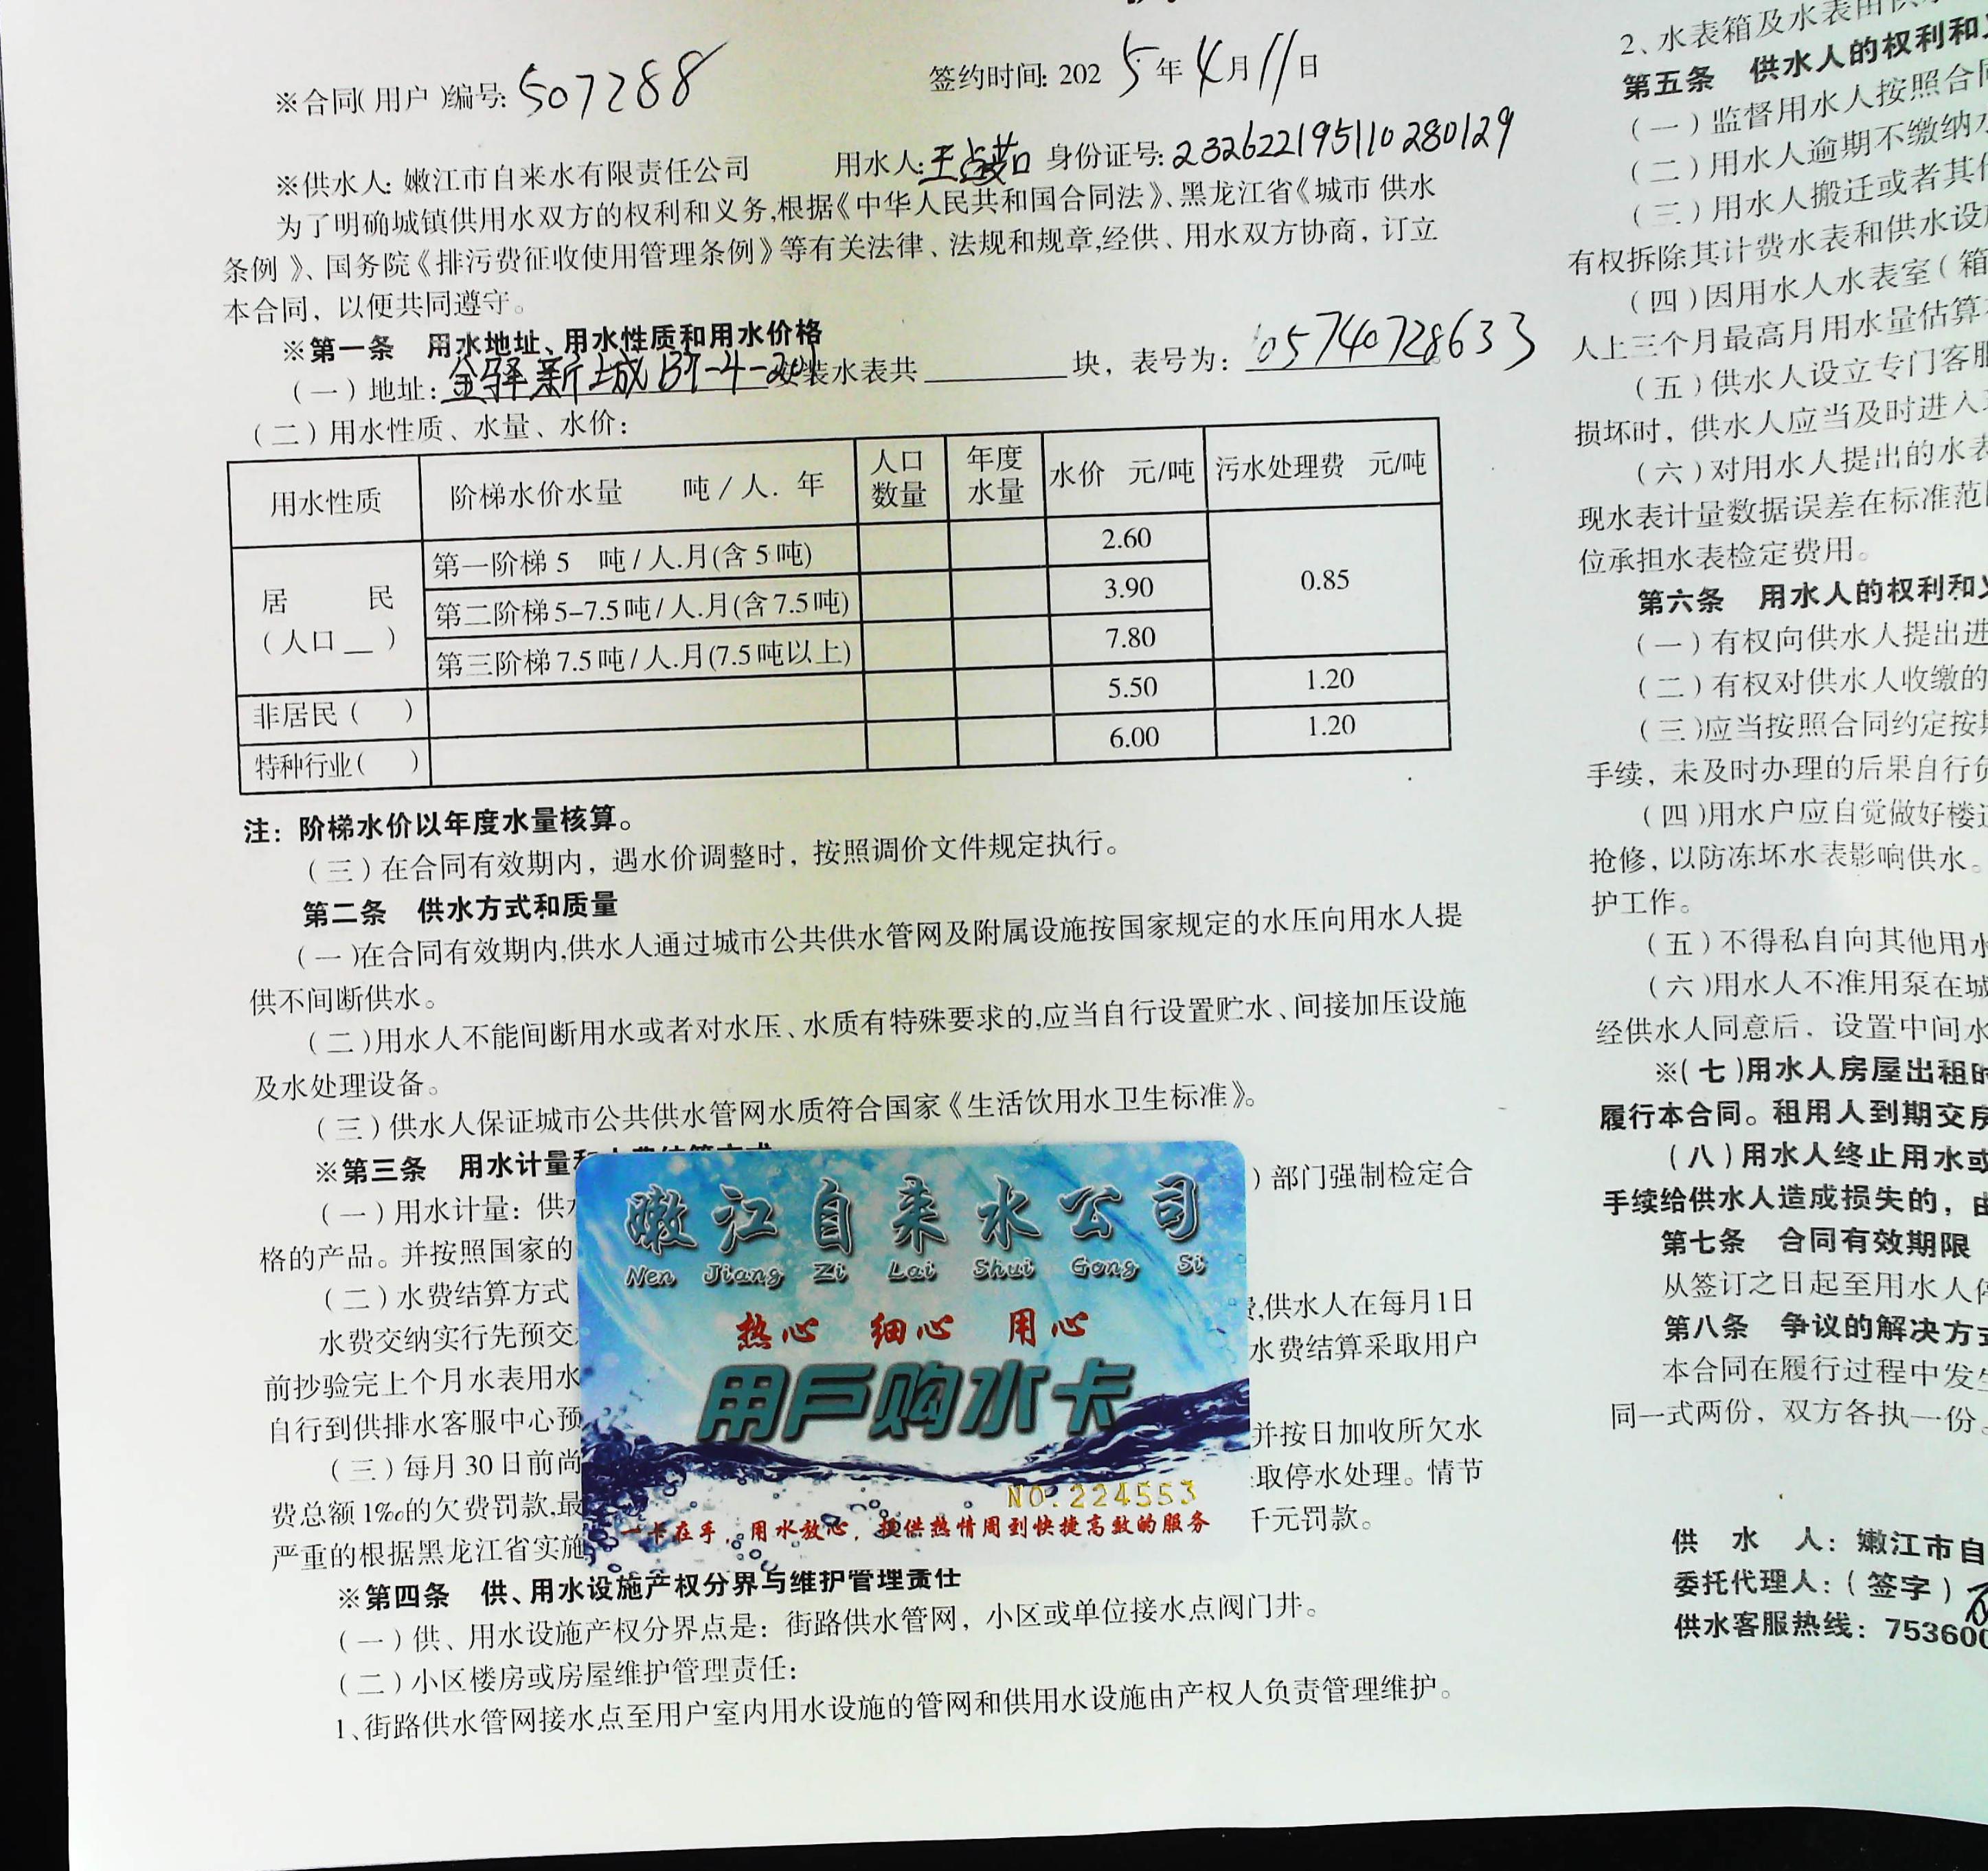 ※合同(用户)编号: 507288
签约时间: 2025年4月11日
※供水人: 嫩江市自来水有限责任公司 用水人: 王 身份证号: 232622195110280129
为了明确城镇供用水双方的权利和义务,根据《中华人民共和国合同法》、黑龙江省《城市 供水
条例 》、国务院《排污费征收使用管理条例》等有关法律、法规和规章,经供、用水双方协商，订立
本合同，以便共同遵守。
※第一条 用水地址、用水性质和用水价格
(一)地址: 金驿新城B7-4-201 安装水表共 块，表号为: 05740728633
(二)用水性质、水量、水价:
用水性质 阶梯水价水量 吨/人. 年 人口数量 年度水量 水价 元/吨 污水处理费 元/吨
居 民(人口 )
第一阶梯 5 吨/人.月(含5吨) 2.60 0.85
第二阶梯5-7.5吨/人.月(含7.5吨) 3.90
第三阶梯7.5吨/人.月(7.5吨以上) 7.80
非居民( ) 5.50 1.20
特种行业( ) 6.00 1.20
注: 阶梯水价以年度水量核算。
(三)在合同有效期内，遇水价调整时，按照调价文件规定执行。
第二条 供水方式和质量
(一)在合同有效期内,供水人通过城市公共供水管网及附属设施按国家规定的水压向用水人提
供不间断供水。
(二)用水人不能间断用水或者对水压、水质有特殊要求的,应当自行设置贮水、间接加压设施
及水处理设备。
(三)供水人保证城市公共供水管网水质符合国家《生活饮用水卫生标准》。
※第三条 用水计量和
(一)用水计量: 供 )部门强制检定合
格的产品。并按照国家的
(二)水费结算方式
水费交纳实行先预交 ,供水人在每月1日
前抄验完上个月水表用水 水费结算采取用户
自行到供排水客服中心预
(三)每月30日前尚 并按日加收所欠水
费总额1‰的欠费罚款,最 取停水处理。情节
严重的根据黑龙江省实施 千元罚款。
嫩江自来水公司
Nen Jiang Zi Lai Shui Gong Si
热心 细心 用心
用户购水卡
NO.224553
一卡在手，用水放心，提供热情周到快捷高效的服务
※第四条 供、用水设施产权分界与维护管理责任
(一)供、用水设施产权分界点是: 街路供水管网，小区或单位接水点阀门井。
(二)小区楼房或房屋维护管理责任:
1、街路供水管网接水点至用户室内用水设施的管网和供用水设施由产权人负责管理维护。
2、水表箱及水表由供
第五条 供水人的权利和
(一)监督用水人按照合同
(二)用水人逾期不缴纳
(三)用水人搬迁或者其
有权拆除其计费水表和供水设
(四)因用水人水表室(箱
人上三个月最高月用水量估算
(五)供水人设立专门客
损坏时，供水人应当及时进入
(六)对用水人提出的水
现水表计量数据误差在标准范
位承担水表检定费用。
第六条 用水人的权利和
(一)有权向供水人提出进
(二)有权对供水人收缴的
(三)应当按照合同约定按
手续，未及时办理的后果自行
(四)用水户应自觉做好楼
抢修,以防冻坏水表影响供水。
护工作。
(五)不得私自向其他用水
(六)用水人不准用泵在城
经供水人同意后，设置中间水
※(七)用水人房屋出租时
履行本合同。租用人到期交房
(八)用水人终止用水或
手续给供水人造成损失的，由
第七条 合同有效期限
从签订之日起至用水人
第八条 争议的解决方式
本合同在履行过程中发生
同一式两份，双方各执一份。
供 水 人: 嫩江市自
委托代理人:(签字)
供水客服热线: 753600